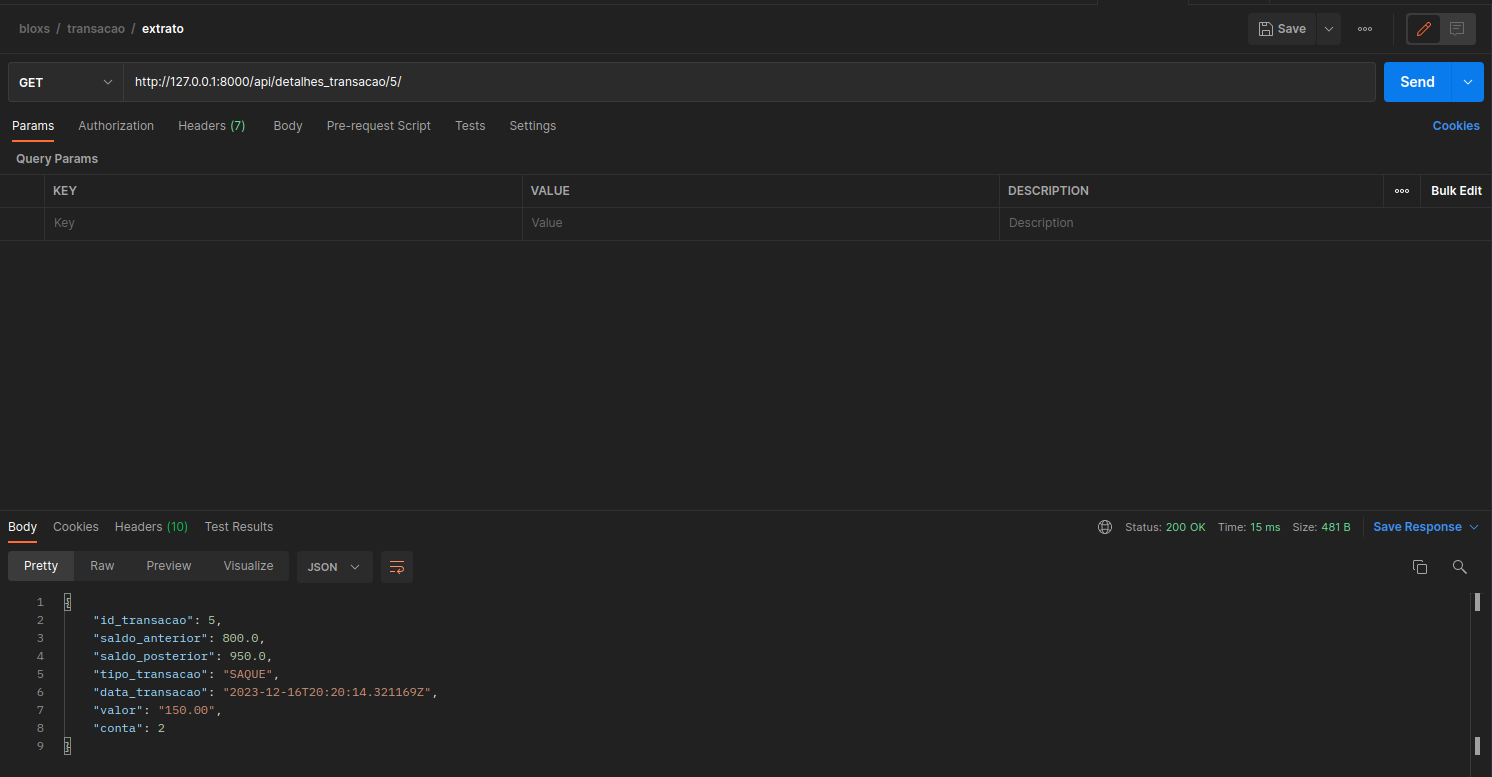 bloxs / transacao / extrato
Save
GET http://127.0.0.1:8000/api/detalhes_transacao/5/ Send
Params Authorization Headers (7) Body Pre-request Script Tests Settings Cookies
Query Params
KEY VALUE DESCRIPTION Bulk Edit
Key Value Description
Body Cookies Headers (10) Test Results Status: 200 OK Time: 15 ms Size: 481 B Save Response
Pretty Raw Preview Visualize JSON
1 {
2 "id_transacao": 5,
3 "saldo_anterior": 800.0,
4 "saldo_posterior": 950.0,
5 "tipo_transacao": "SAQUE",
6 "data_transacao": "2023-12-16T20:20:14.321169Z",
7 "valor": "150.00",
8 "conta": 2
9 }